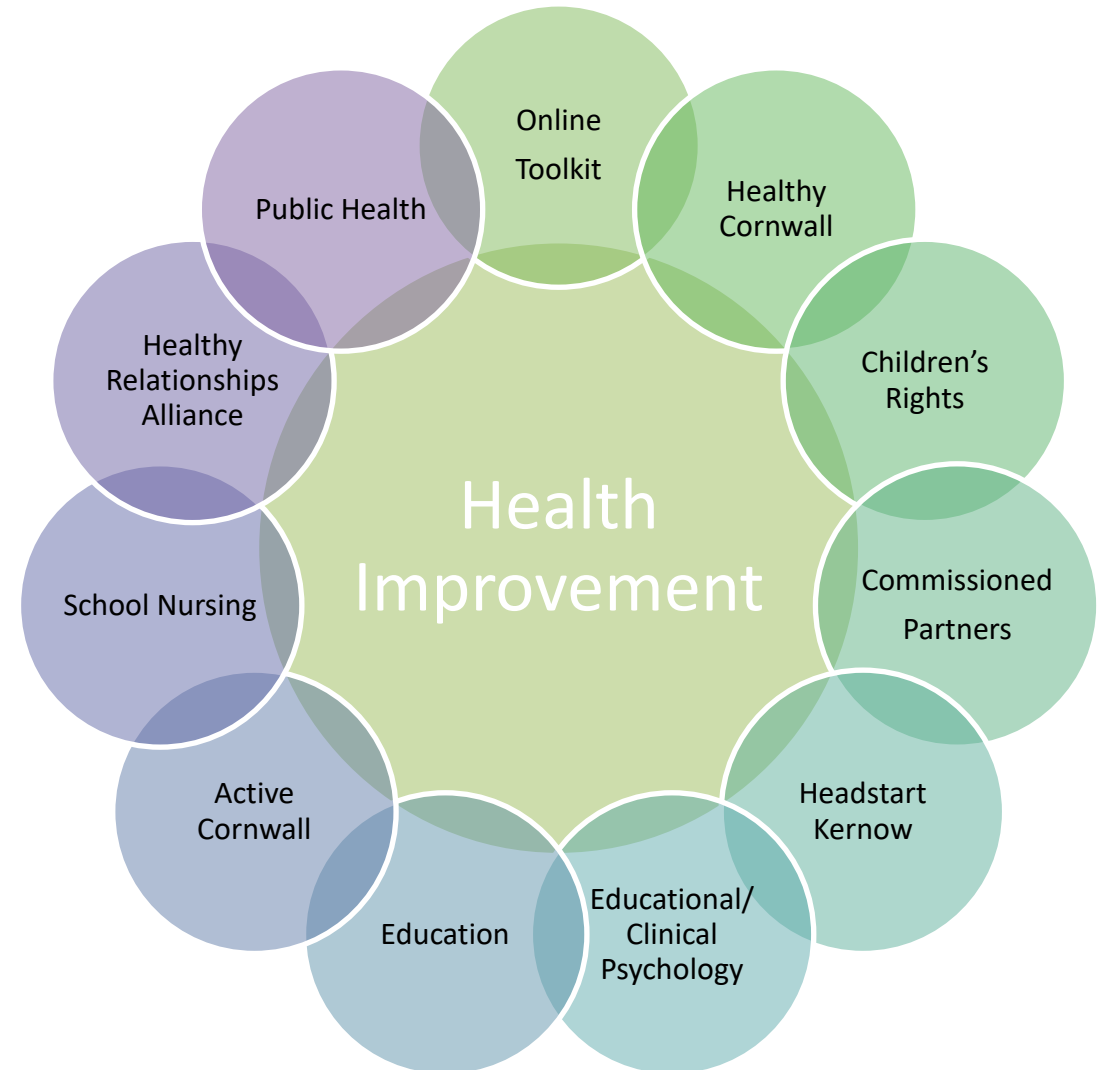 Online
Toolkit
Healthy
Cornwall
Children’s
Rights
Commissioned
Partners
Headstart
Kernow
Educational/
Clinical
Psychology
Education
Active
Cornwall
School Nursing
Healthy
Relationships
Alliance
Public Health
Health
Improvement